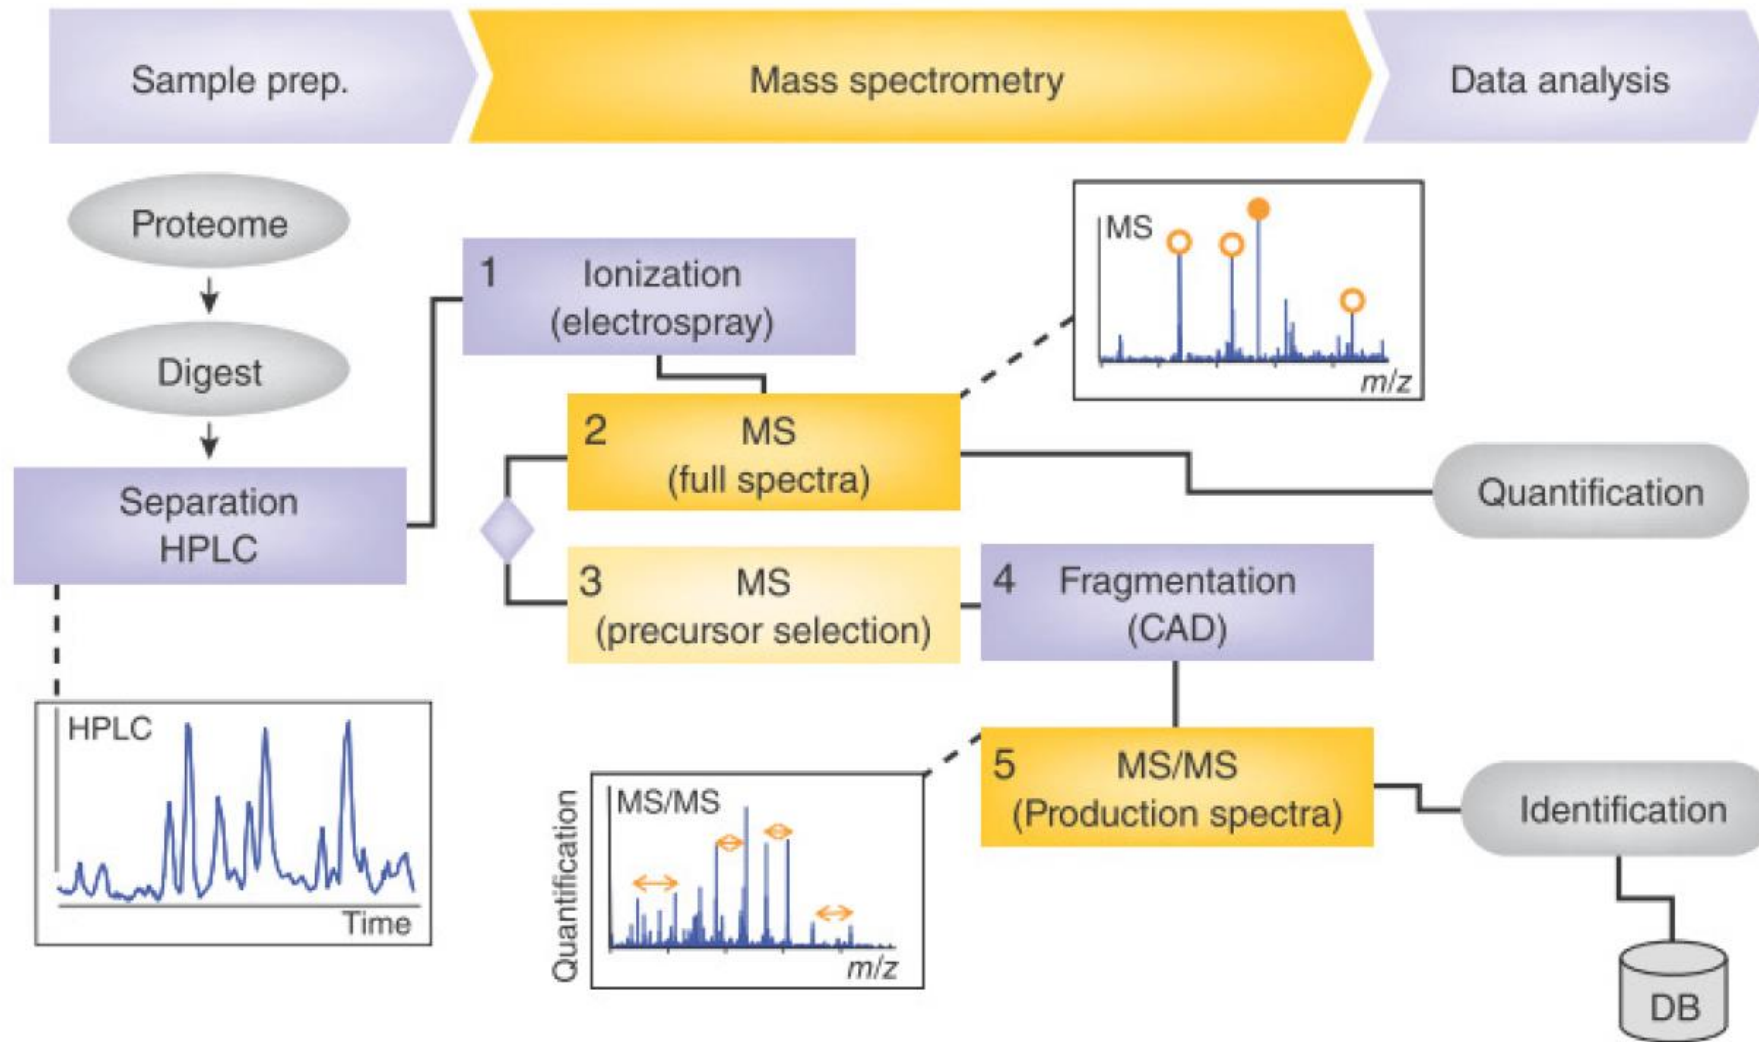 Sample prep.
Mass spectrometry
Data analysis
Proteome
Digest
Separation
HPLC
HPLC
Time
1
Ionization
(electrospray)
2
MS
(full spectra)
MS
m/z
Quantification
3
MS
(precursor selection)
4
Fragmentation
(CAD)
5
MS/MS
(Production spectra)
Quantification
MS/MS
m/z
Identification
DB